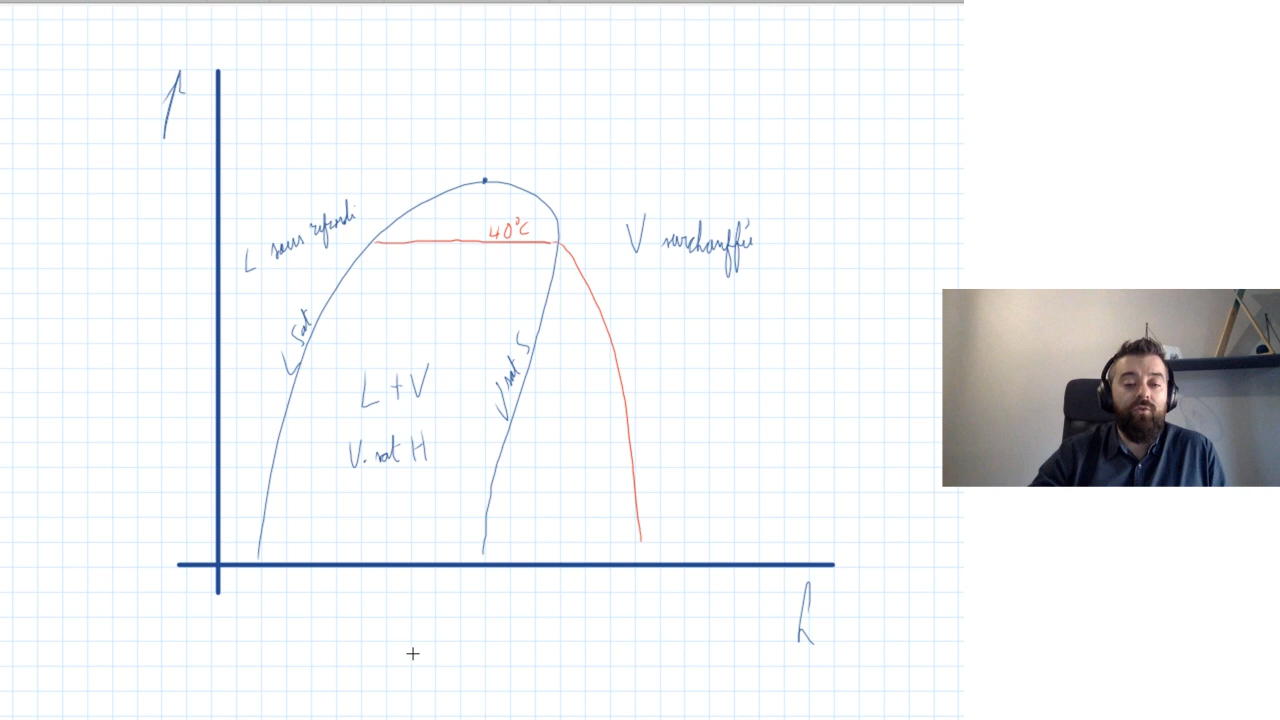 p
L sous refroidi
40°C
V surchauffée
L sat
V sat S
L + V
V. sat H
h